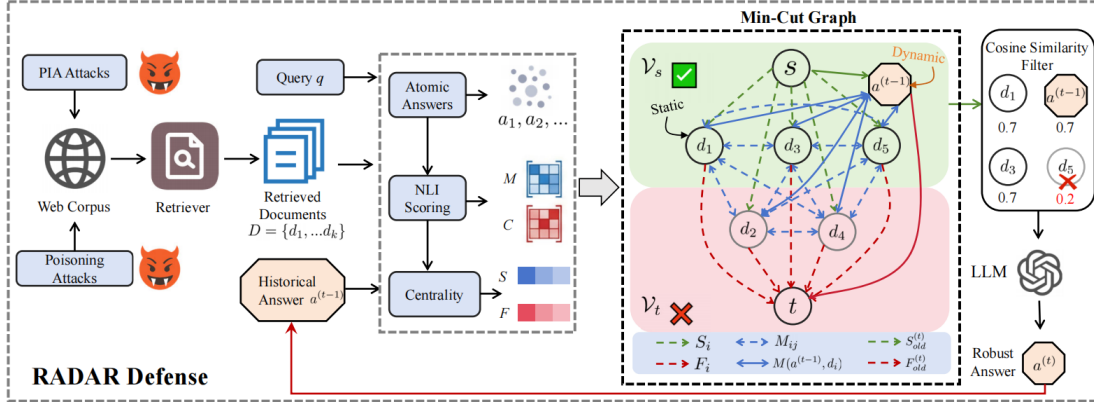 PIA Attacks
Web Corpus
Poisoning Attacks
Retriever
Query q
Retrieved
Documents
D = {d₁, ...dₖ}
Historical
Answer a⁽ᵗ⁻¹⁾
Atomic
Answers
a₁, a₂, ...
NLI
Scoring
M
C
Centrality
S
F
RADAR Defense
Min-Cut Graph
𝒱ₛ
S
Dynamic
a⁽ᵗ⁻¹⁾
Static
d₁
d₃
d₅
d₂
d₄
𝒱ₜ
t
Sᵢ
Mᵢⱼ
S_{old}^{(t)}
Fᵢ
M(a⁽ᵗ⁻¹⁾, dᵢ)
F_{old}^{(t)}
Cosine Similarity
Filter
d₁
a⁽ᵗ⁻¹⁾
0.7
0.7
d₃
d₅
0.7
0.2
LLM
Robust
Answer
a⁽ᵗ⁾